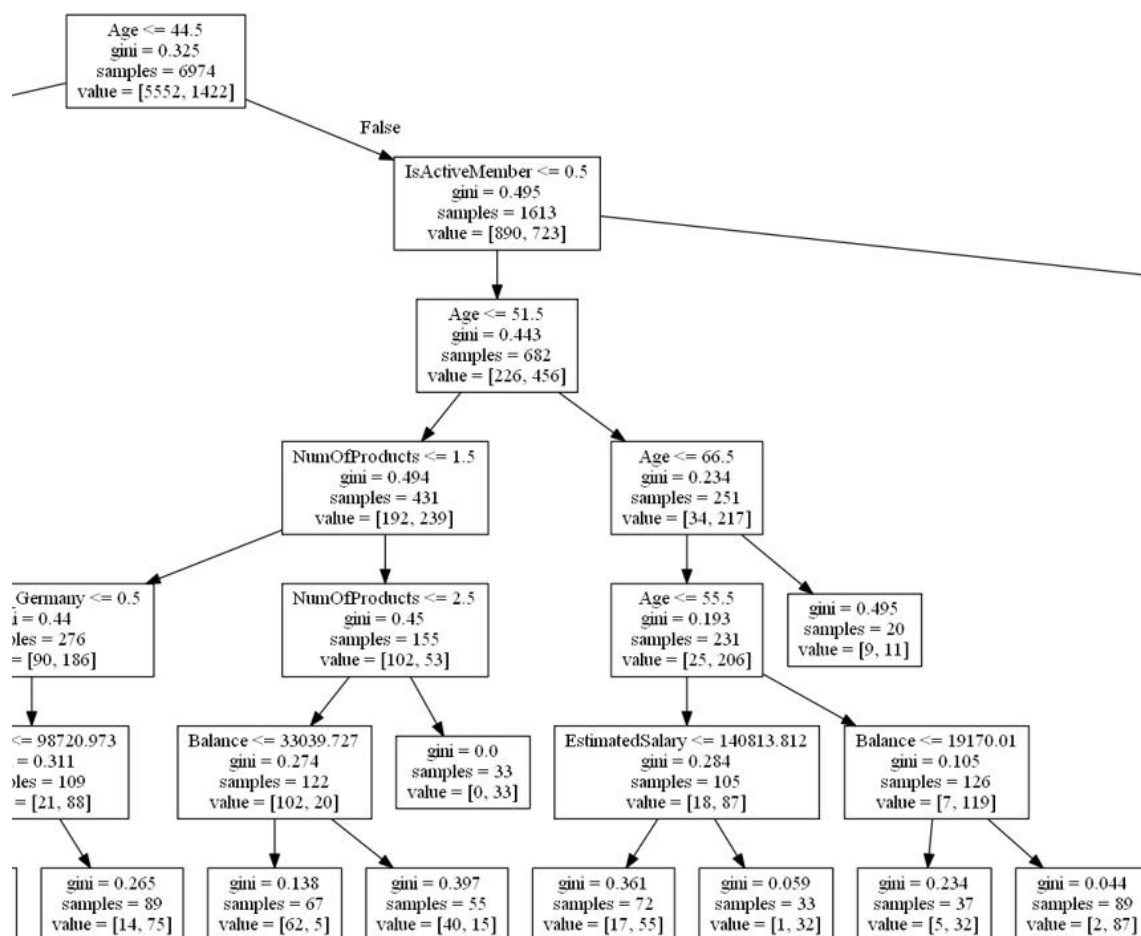 Age <= 44.5
gini = 0.325
samples = 6974
value = [5552, 1422]
False
IsActiveMember <= 0.5
gini = 0.495
samples = 1613
value = [890, 723]
Age <= 51.5
gini = 0.443
samples = 682
value = [226, 456]
NumOfProducts <= 1.5
gini = 0.494
samples = 431
value = [192, 239]
Age <= 66.5
gini = 0.234
samples = 251
value = [34, 217]
_Germany <= 0.5
= 0.44
= 276
= [90, 186]
NumOfProducts <= 2.5
gini = 0.45
samples = 155
value = [102, 53]
Age <= 55.5
gini = 0.193
samples = 231
value = [25, 206]
gini = 0.495
samples = 20
value = [9, 11]
<= 98720.973
= 0.311
= 109
= [21, 88]
Balance <= 33039.727
gini = 0.274
samples = 122
value = [102, 20]
gini = 0.0
samples = 33
value = [0, 33]
EstimatedSalary <= 140813.812
gini = 0.284
samples = 105
value = [18, 87]
Balance <= 19170.01
gini = 0.105
samples = 126
value = [7, 119]
gini = 0.265
samples = 89
value = [14, 75]
gini = 0.138
samples = 67
value = [62, 5]
gini = 0.397
samples = 55
value = [40, 15]
gini = 0.361
samples = 72
value = [17, 55]
gini = 0.059
samples = 33
value = [1, 32]
gini = 0.234
samples = 37
value = [5, 32]
gini = 0.044
samples = 89
value = [2, 87]